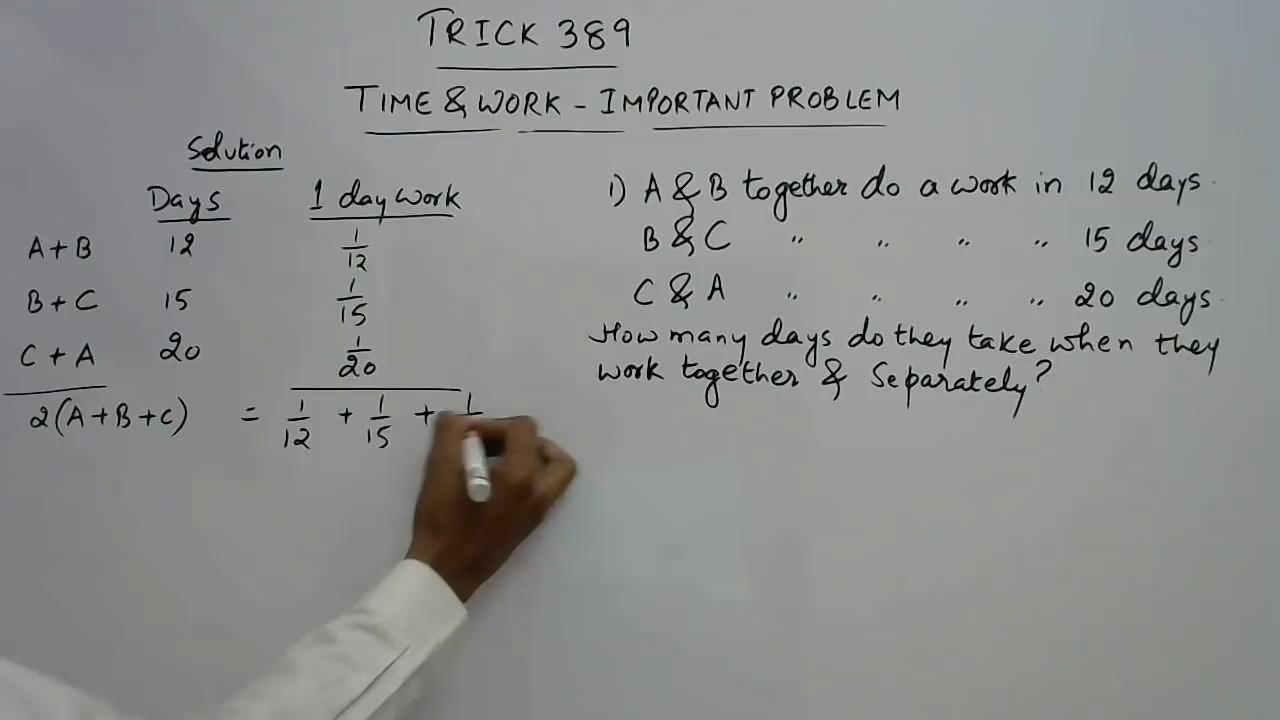 TRICK 389
TIME & WORK - IMPORTANT PROBLEM
Solution
Days 1 day work
A + B 12 1/12
B + C 15 1/15
C + A 20 1/20
2(A + B + C) = 1/12 + 1/15 + 1/
1) A & B together do a work in 12 days.
B & C " " " " 15 days
C & A " " " " 20 days.
How many days do they take when they
work together & separately?